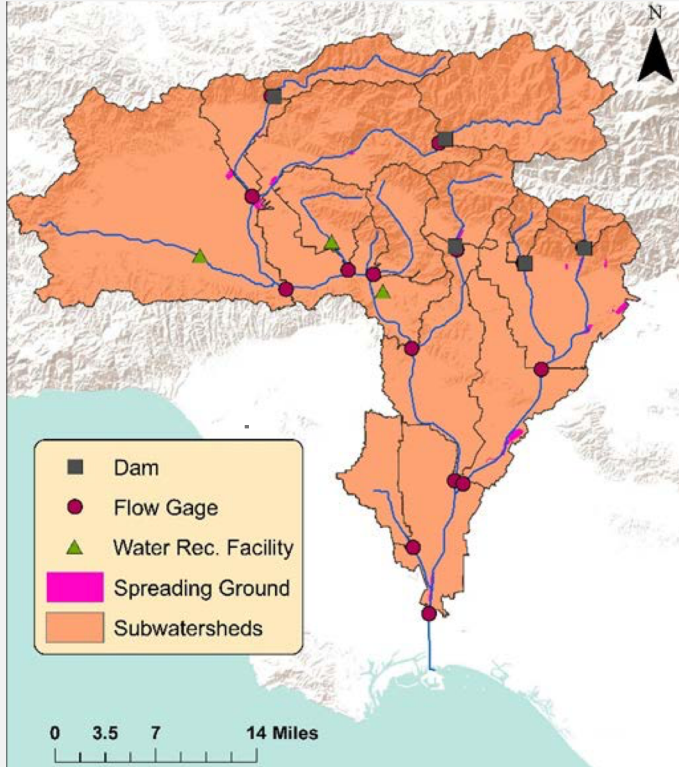 N
Dam
Flow Gage
Water Rec. Facility
Spreading Ground
Subwatersheds
0 3.5 7 14 Miles